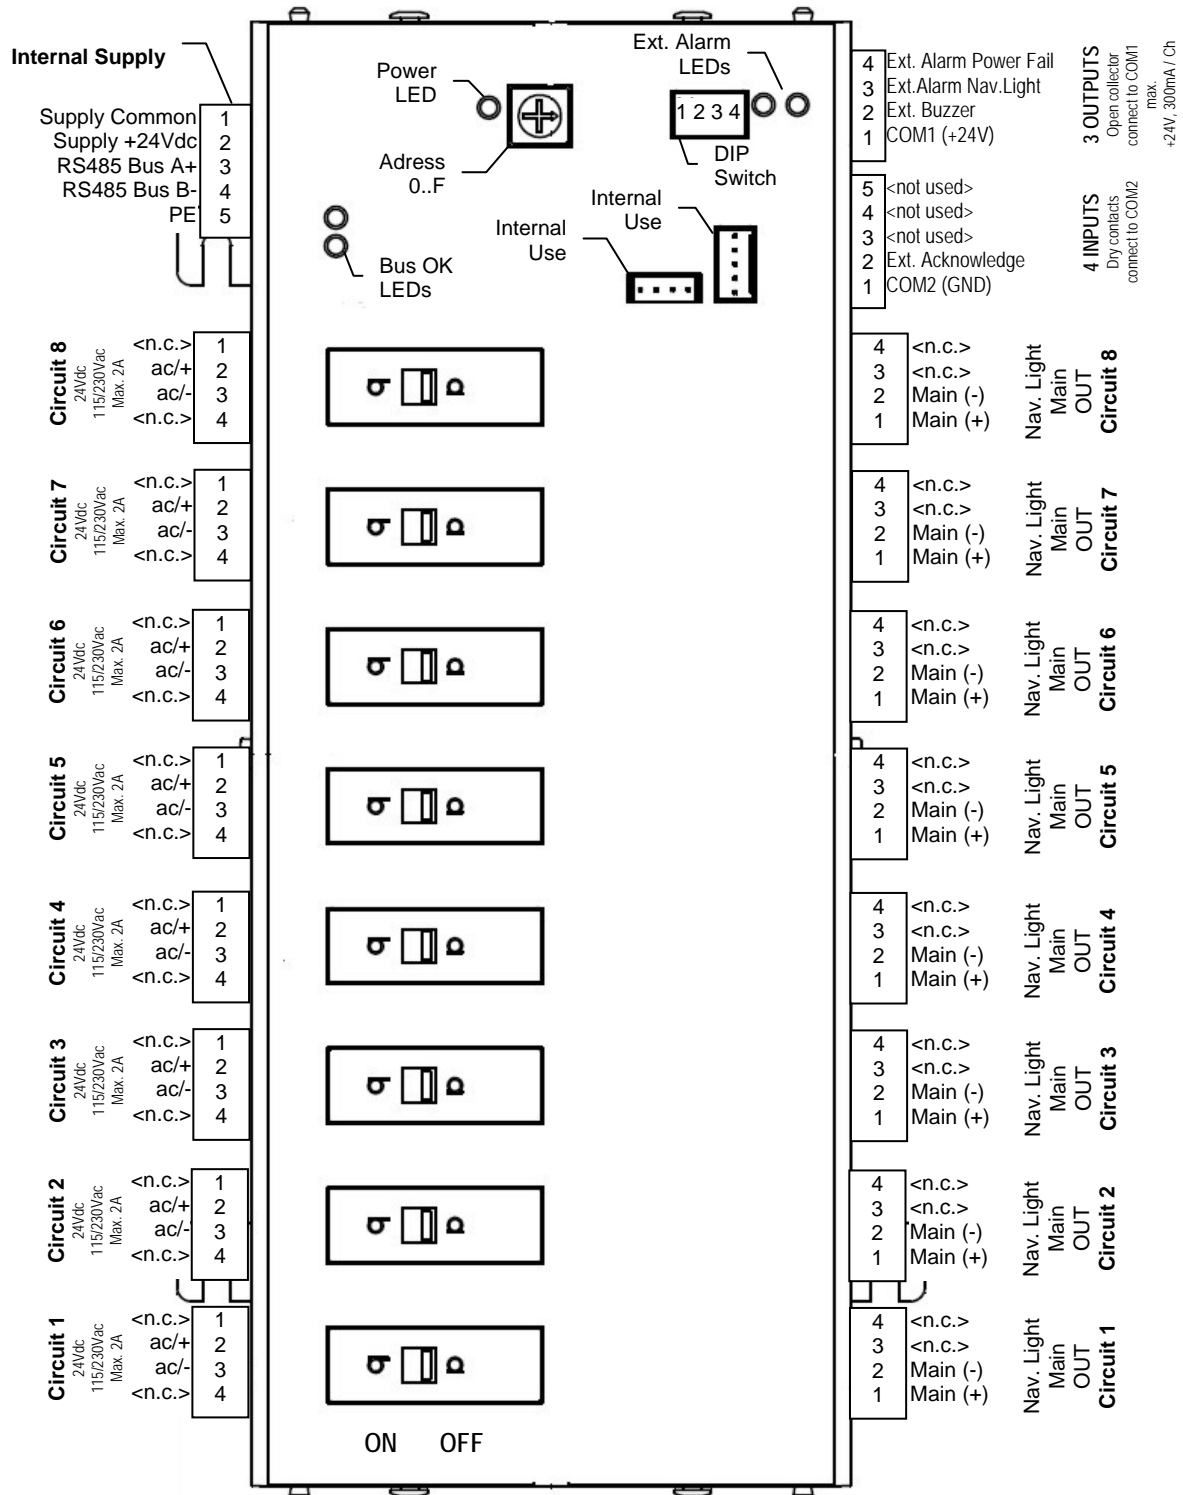 Internal Supply
Supply Common 1
Supply +24Vdc 2
RS485 Bus A+ 3
RS485 Bus B- 4
PE 5
Power
LED
Adress
0..F
Bus OK
LEDs
Ext. Alarm
LEDs
1 2 3 4
DIP
Switch
Internal
Use
Internal
Use
4 Ext. Alarm Power Fail
3 Ext.Alarm Nav.Light
2 Ext. Buzzer
1 COM1 (+24V)
3 OUTPUTS
Open collector
connect to COM1
max.
+24V, 300mA / Ch
5 <not used>
4 <not used>
3 <not used>
2 Ext. Acknowledge
1 COM2 (GND)
4 INPUTS
Dry contacts
connect to COM2
Circuit 8
24Vdc
115/230Vac
Max. 2A
<n.c.> 1
ac/+ 2
ac/- 3
<n.c.> 4
4 <n.c.>
3 <n.c.>
2 Main (-)
1 Main (+)
Nav. Light
Main
OUT
Circuit 8
Circuit 7
24Vdc
115/230Vac
Max. 2A
<n.c.> 1
ac/+ 2
ac/- 3
<n.c.> 4
4 <n.c.>
3 <n.c.>
2 Main (-)
1 Main (+)
Nav. Light
Main
OUT
Circuit 7
Circuit 6
24Vdc
115/230Vac
Max. 2A
<n.c.> 1
ac/+ 2
ac/- 3
<n.c.> 4
4 <n.c.>
3 <n.c.>
2 Main (-)
1 Main (+)
Nav. Light
Main
OUT
Circuit 6
Circuit 5
24Vdc
115/230Vac
Max. 2A
<n.c.> 1
ac/+ 2
ac/- 3
<n.c.> 4
4 <n.c.>
3 <n.c.>
2 Main (-)
1 Main (+)
Nav. Light
Main
OUT
Circuit 5
Circuit 4
24Vdc
115/230Vac
Max. 2A
<n.c.> 1
ac/+ 2
ac/- 3
<n.c.> 4
4 <n.c.>
3 <n.c.>
2 Main (-)
1 Main (+)
Nav. Light
Main
OUT
Circuit 4
Circuit 3
24Vdc
115/230Vac
Max. 2A
<n.c.> 1
ac/+ 2
ac/- 3
<n.c.> 4
4 <n.c.>
3 <n.c.>
2 Main (-)
1 Main (+)
Nav. Light
Main
OUT
Circuit 3
Circuit 2
24Vdc
115/230Vac
Max. 2A
<n.c.> 1
ac/+ 2
ac/- 3
<n.c.> 4
4 <n.c.>
3 <n.c.>
2 Main (-)
1 Main (+)
Nav. Light
Main
OUT
Circuit 2
Circuit 1
24Vdc
115/230Vac
Max. 2A
<n.c.> 1
ac/+ 2
ac/- 3
<n.c.> 4
4 <n.c.>
3 <n.c.>
2 Main (-)
1 Main (+)
Nav. Light
Main
OUT
Circuit 1
ON OFF